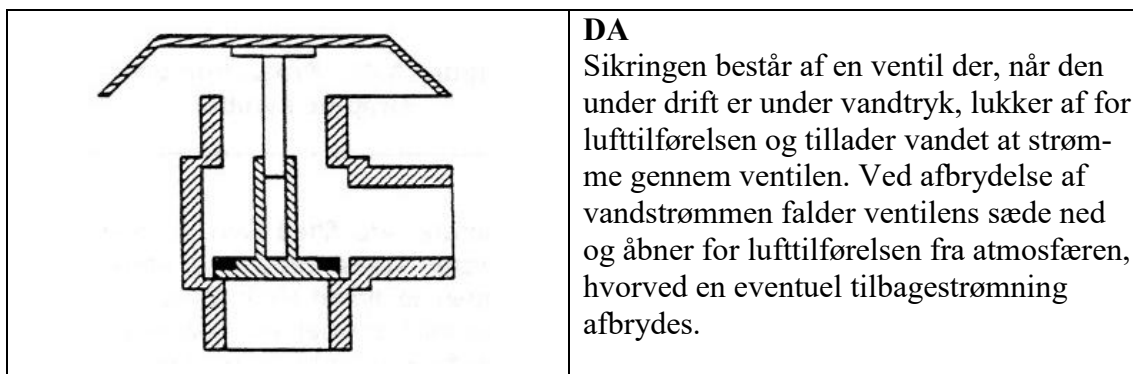 DA
Sikringen består af en ventil der, når den
under drift er under vandtryk, lukker af for
lufttilførelsen og tillader vandet at strøm-
me gennem ventilen. Ved afbrydelse af
vandstrømmen falder ventilens sæde ned
og åbner for lufttilførelsen fra atmosfæren,
hvorved en eventuel tilbagestrømning
afbrydes.